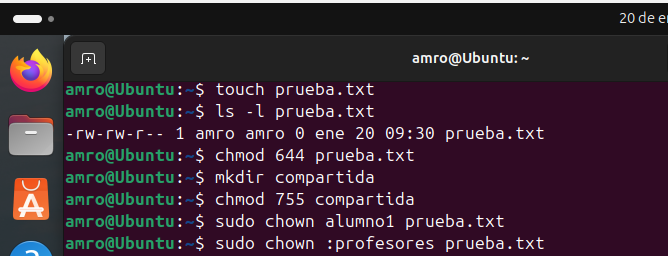 20 de e
amro@Ubuntu: ~
amro@Ubuntu:~$ touch prueba.txt
amro@Ubuntu:~$ ls -l prueba.txt
-rw-rw-r-- 1 amro amro 0 ene 20 09:30 prueba.txt
amro@Ubuntu:~$ chmod 644 prueba.txt
amro@Ubuntu:~$ mkdir compartida
amro@Ubuntu:~$ chmod 755 compartida
amro@Ubuntu:~$ sudo chown alumno1 prueba.txt
amro@Ubuntu:~$ sudo chown :profesores prueba.txt